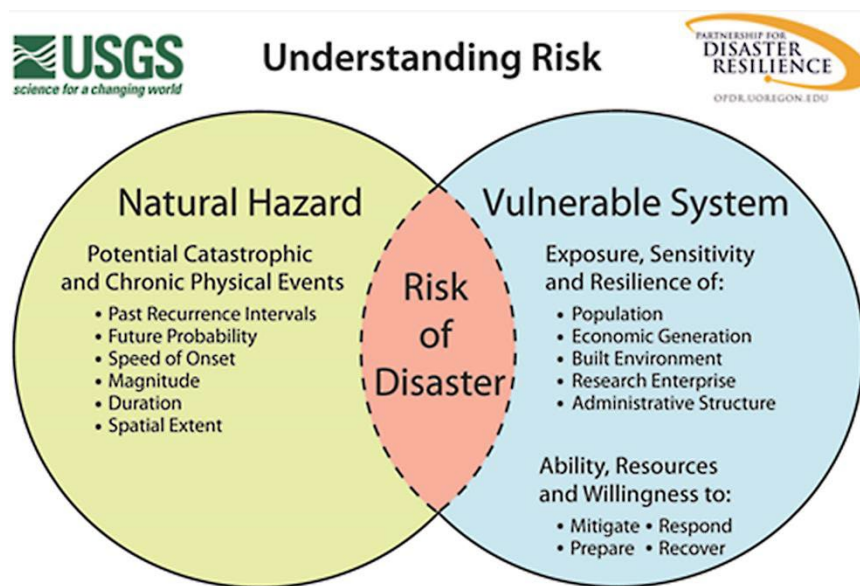 USGS
science for a changing world
Understanding Risk
PARTNERSHIP FOR
DISASTER
RESILIENCE
OPDR.UOREGON.EDU
Natural Hazard
Potential Catastrophic
and Chronic Physical Events
• Past Recurrence Intervals
• Future Probability
• Speed of Onset
• Magnitude
• Duration
• Spatial Extent
Risk
of
Disaster
Vulnerable System
Exposure, Sensitivity
and Resilience of:
• Population
• Economic Generation
• Built Environment
• Research Enterprise
• Administrative Structure
Ability, Resources
and Willingness to:
• Mitigate • Respond
• Prepare • Recover